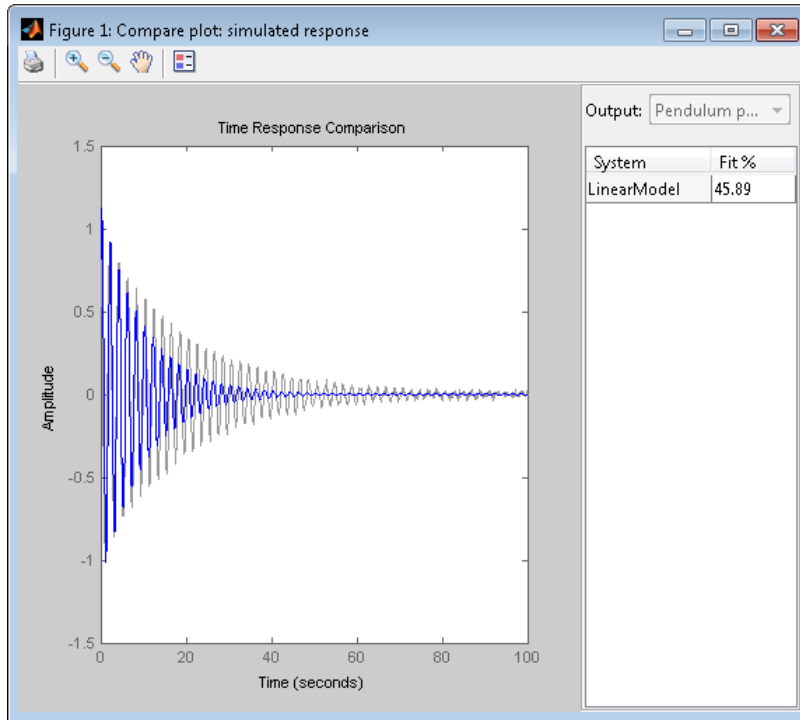 Figure 1: Compare plot: simulated response
Time Response Comparison
1.5
1
0.5
0
-0.5
-1
-1.5
Amplitude
0
20
40
60
80
100
Time (seconds)
Output: Pendulum p...
System Fit %
LinearModel 45.89